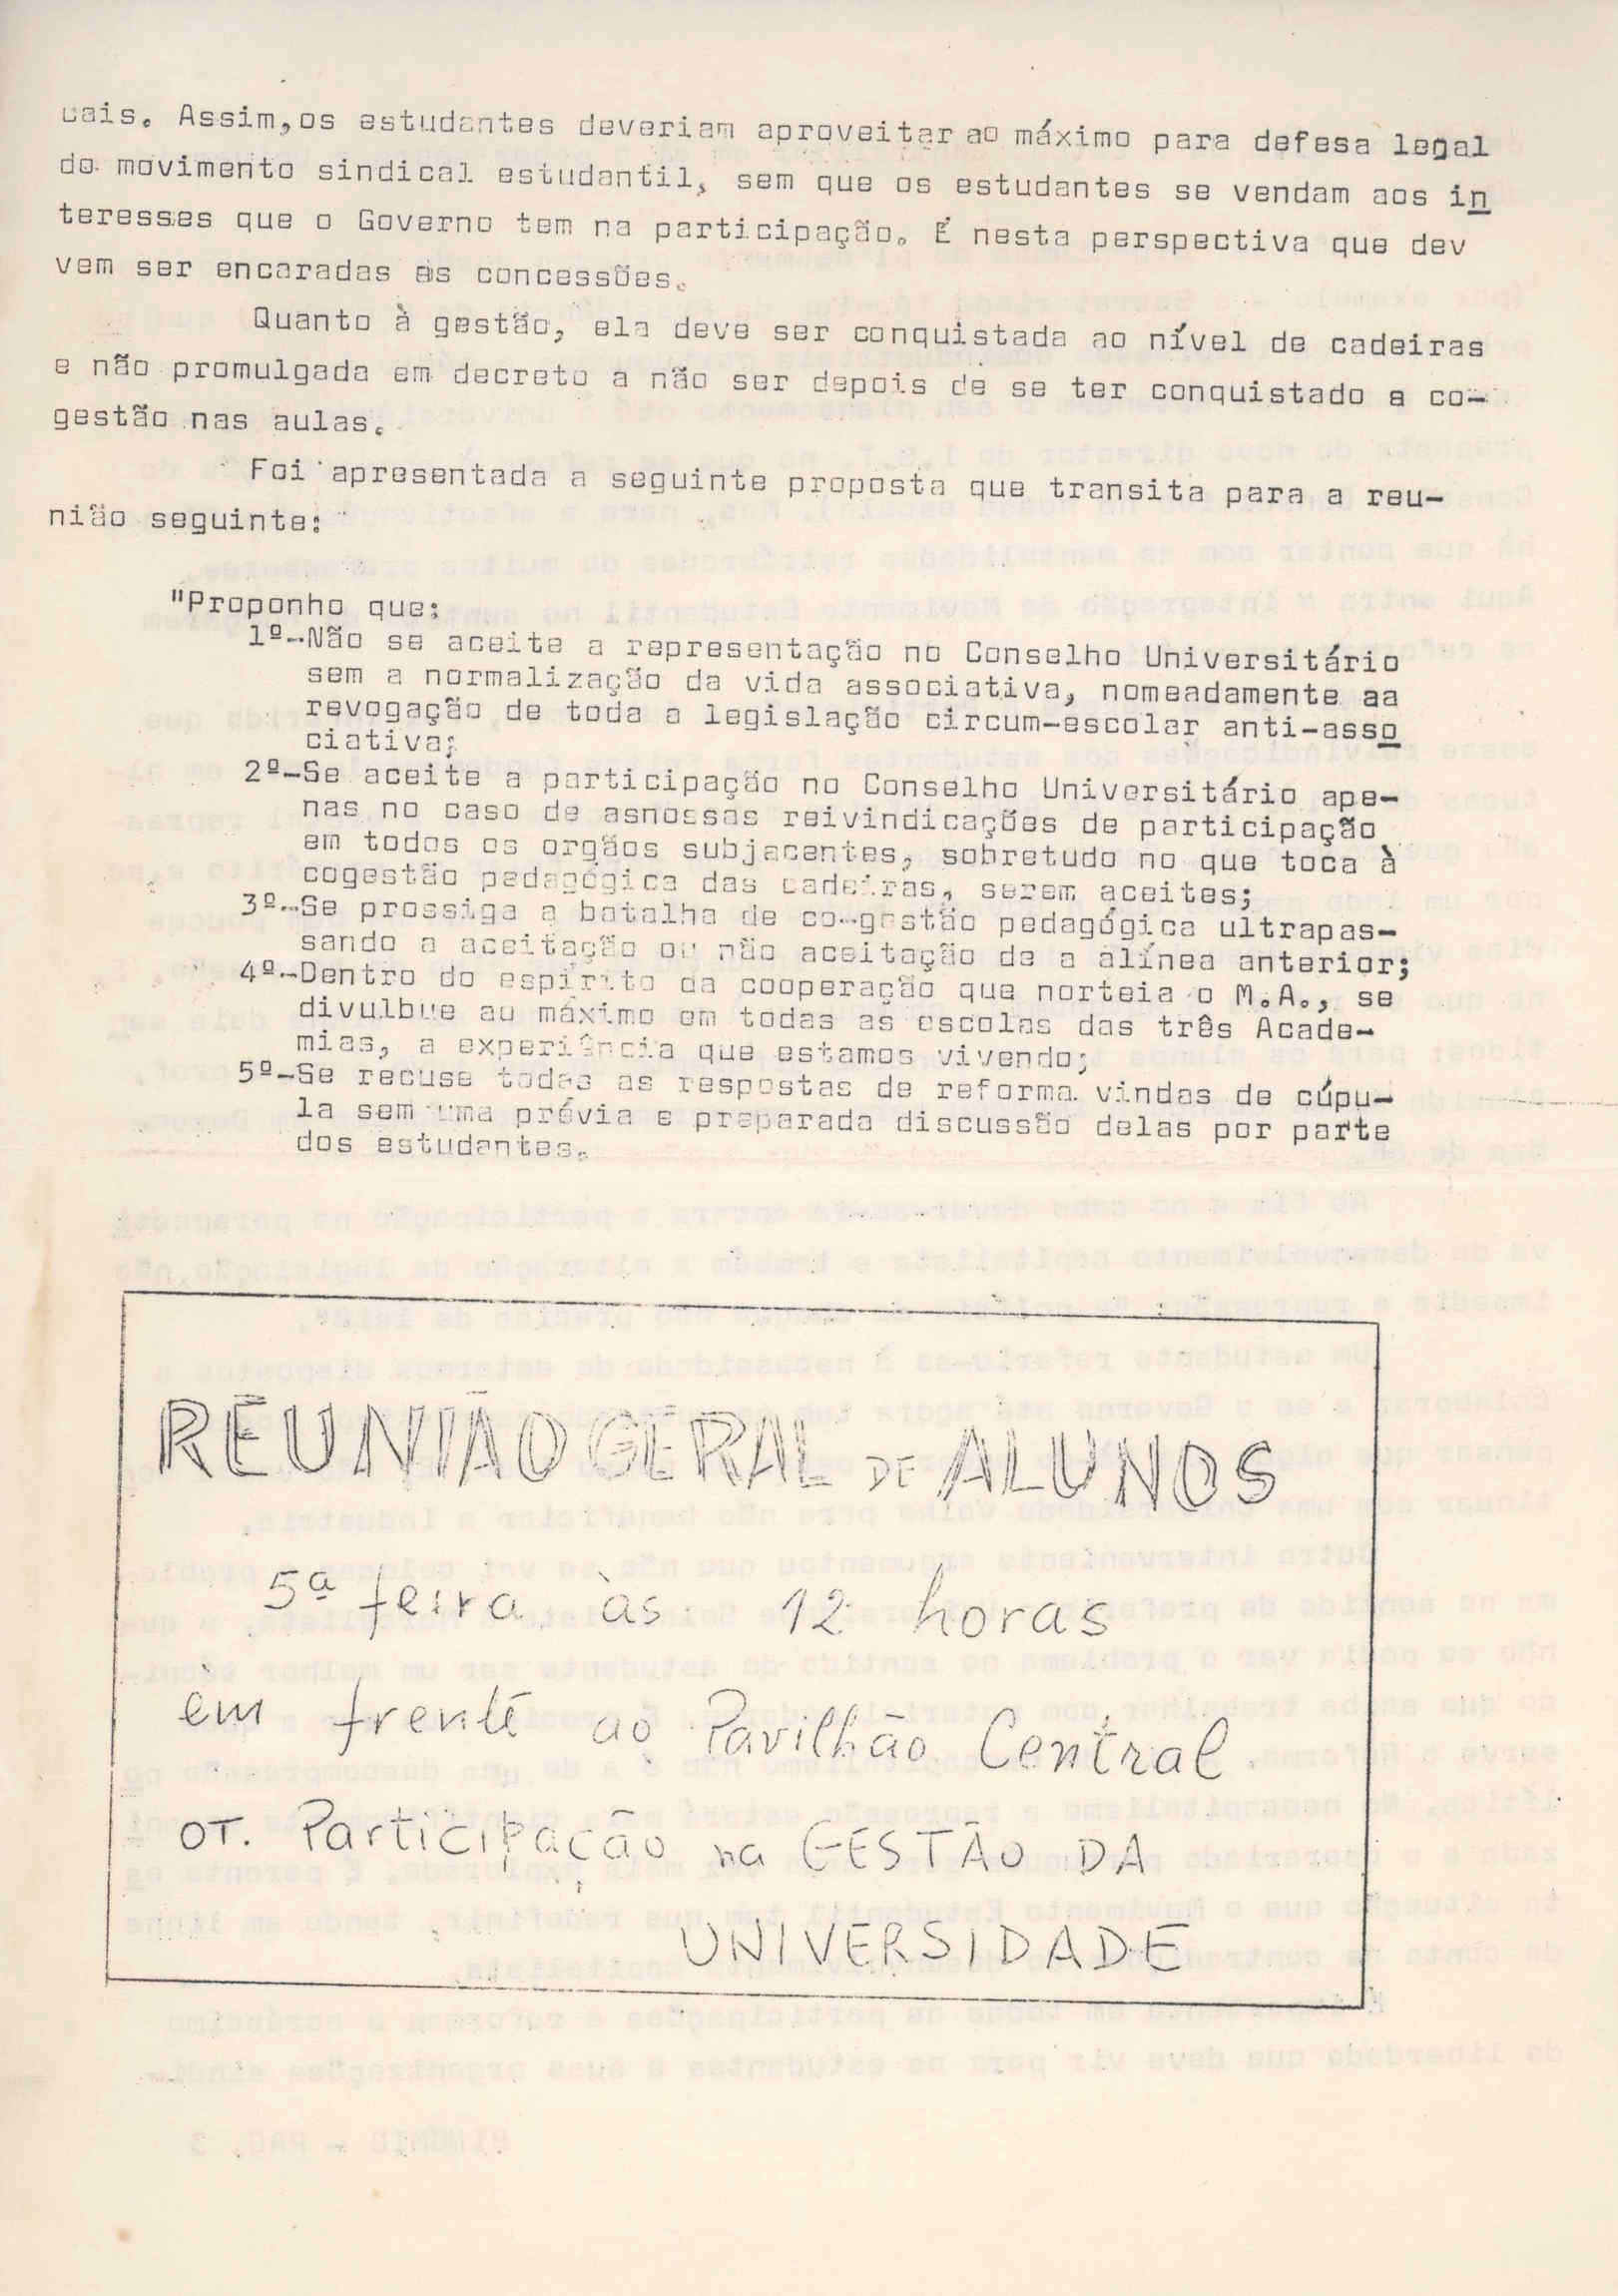 cais. Assim,os estudantes deveriam aproveitar ao máximo para defesa legal
do movimento sindical estudantil, sem que os estudantes se vendam aos in
teresses que o Governo tem na participação. É nesta perspectiva que dev
vem ser encaradas as concessões.
Quanto à gestão, ela deve ser conquistada ao nível de cadeiras
e não promulgada em decreto a não ser depois de se ter conquistado a co-
gestão nas aulas.
Foi apresentada a seguinte proposta que transita para a reu-
nião seguinte:
"Proponho que:
1º-Não se aceite a representação no Conselho Universitário
sem a normalização da vida associativa, nomeadamente aa
revogação de toda a legislação circum-escolar anti-asso
ciativa;
2º-Se aceite a participação no Conselho Universitário ape-
nas no caso de asnossas reivindicações de participação
em todos os orgãos subjacentes, sobretudo no que toca à
cogestão pedagógica das cadeiras, serem aceites;
3º-Se prossiga a batalha de co-gestão pedagógica ultrapas-
sando a aceitação ou não aceitação da a alínea anterior;
4º-Dentro do espírito da cooperação que norteia o M.A., se
divulbue ao máximo em todas as escolas das três Acade-
mias, a experiência que estamos vivendo;
5º-Se recuse todas as respostas de reforma vindas de cúpu-
la sem uma prévia e preparada discussão delas por parte
dos estudantes.
REUNIÃO GERAL DE ALUNOS
5ª feira às 12 horas
em frente ao Pavilhão Central
OT. Participação na GESTÃO DA
UNIVERSIDADE